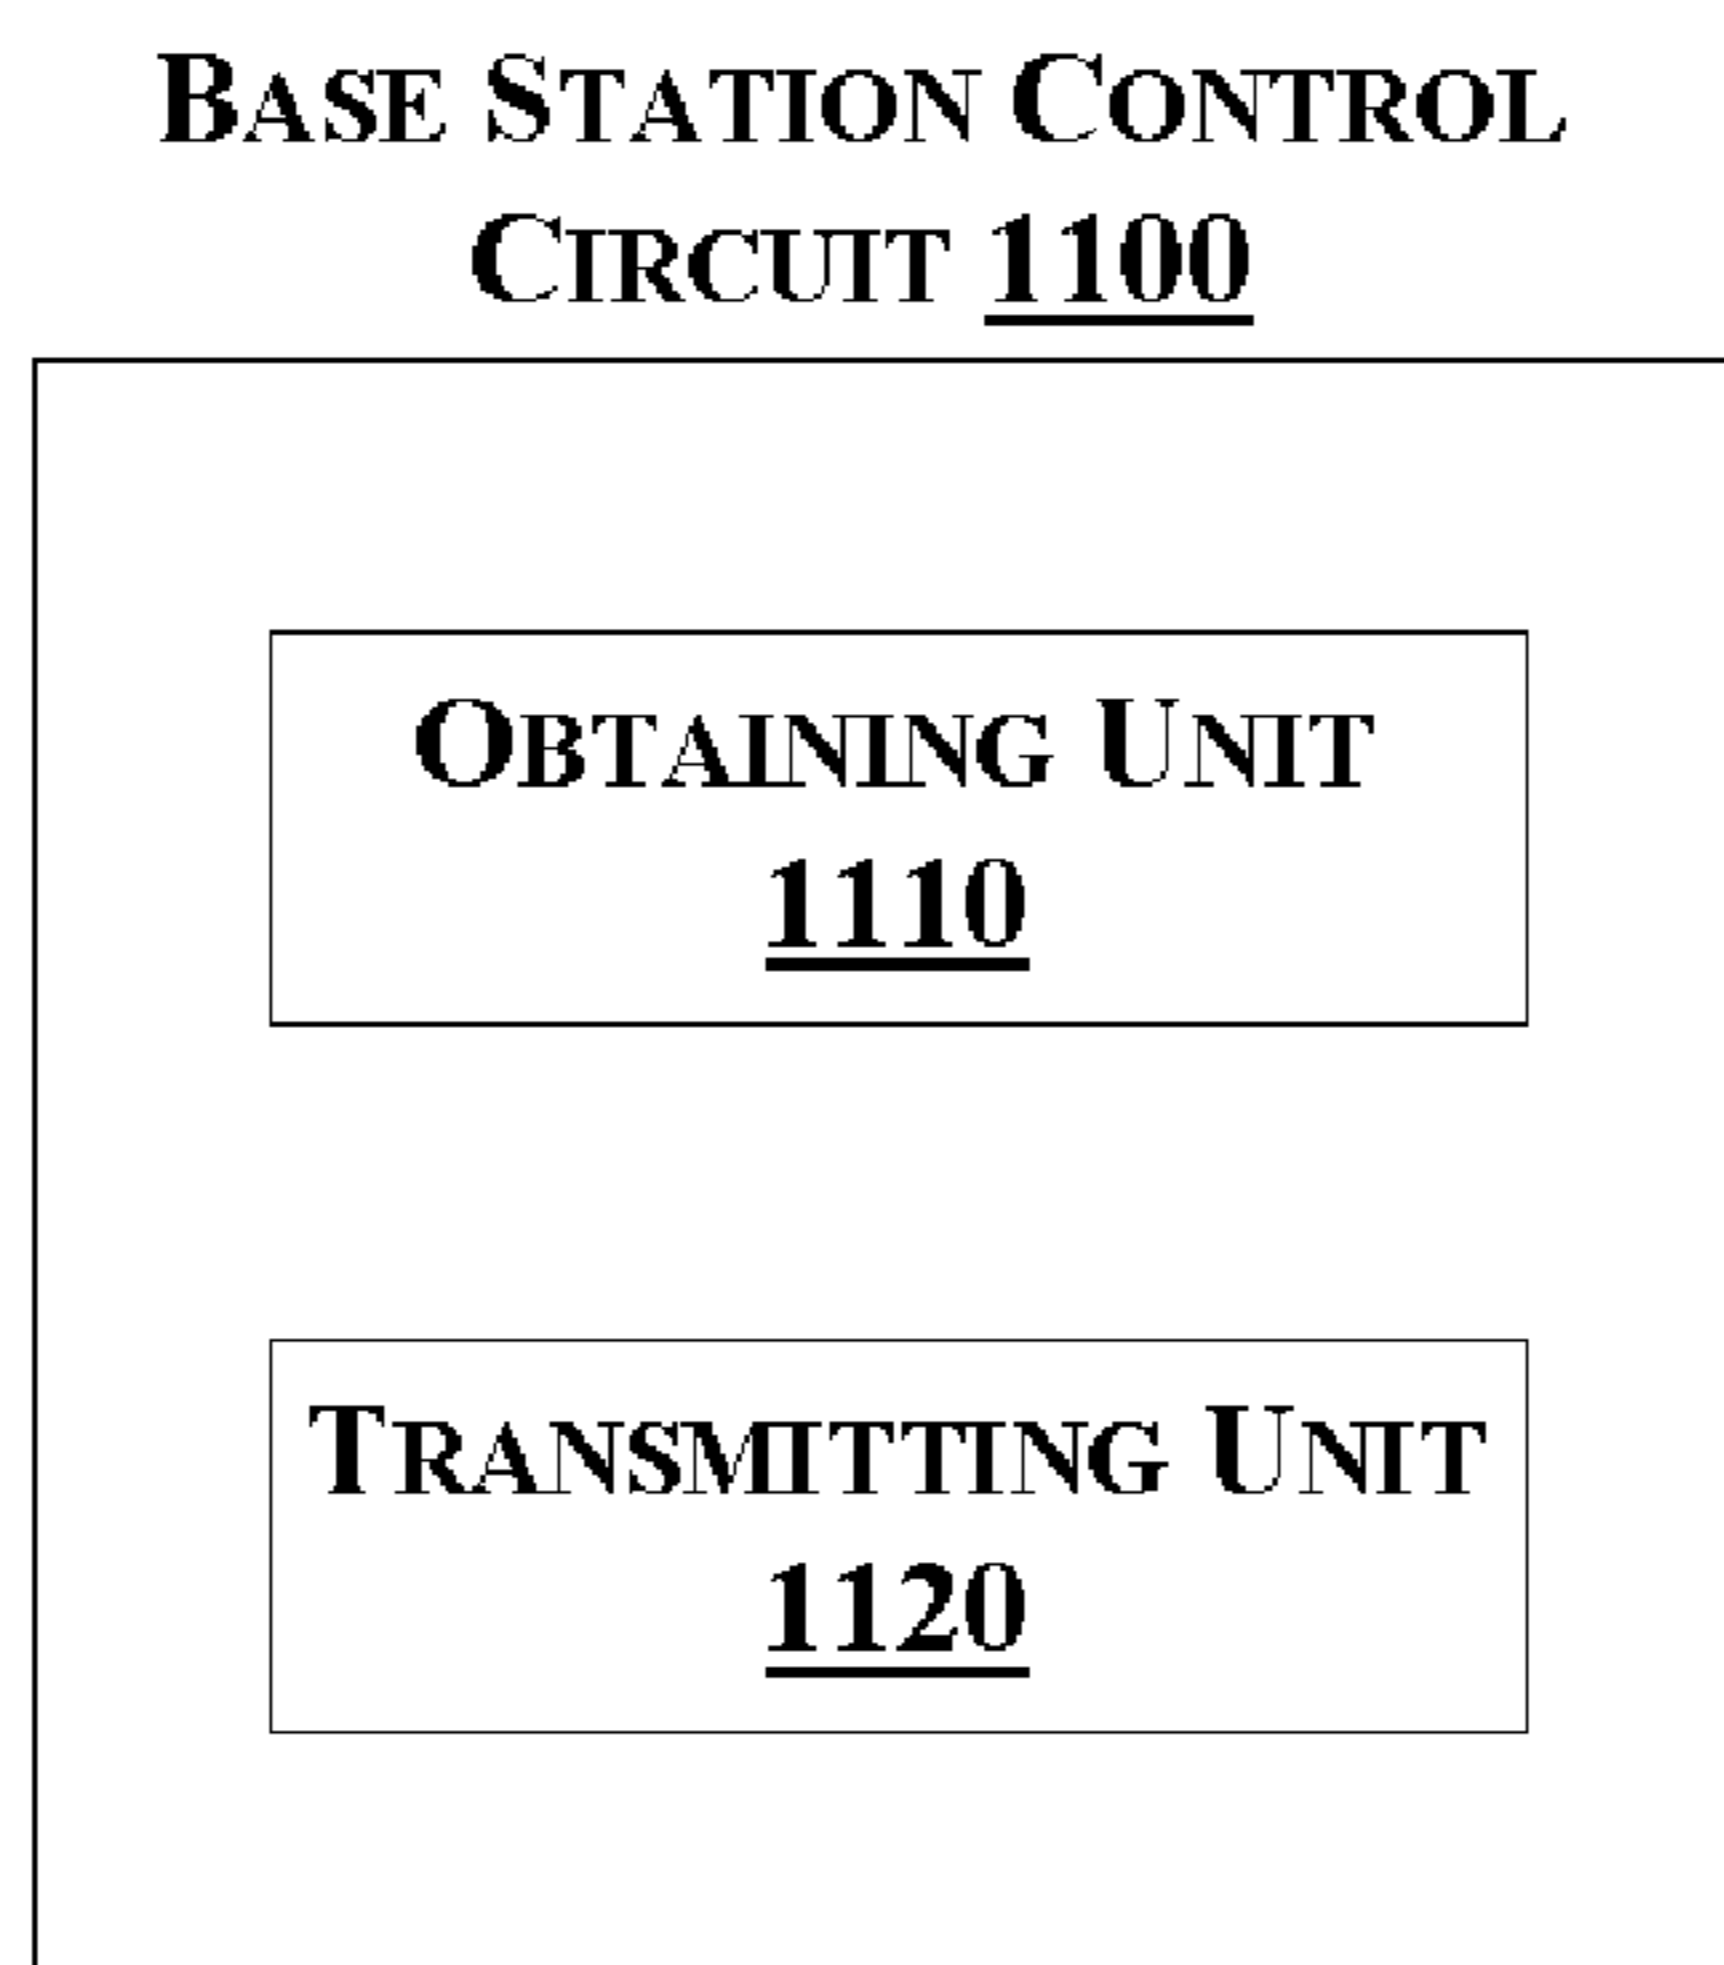 BASE STATION CONTROL
CIRCUIT 1100
OBTAINING UNIT
1110
TRANSMITTING UNIT
1120